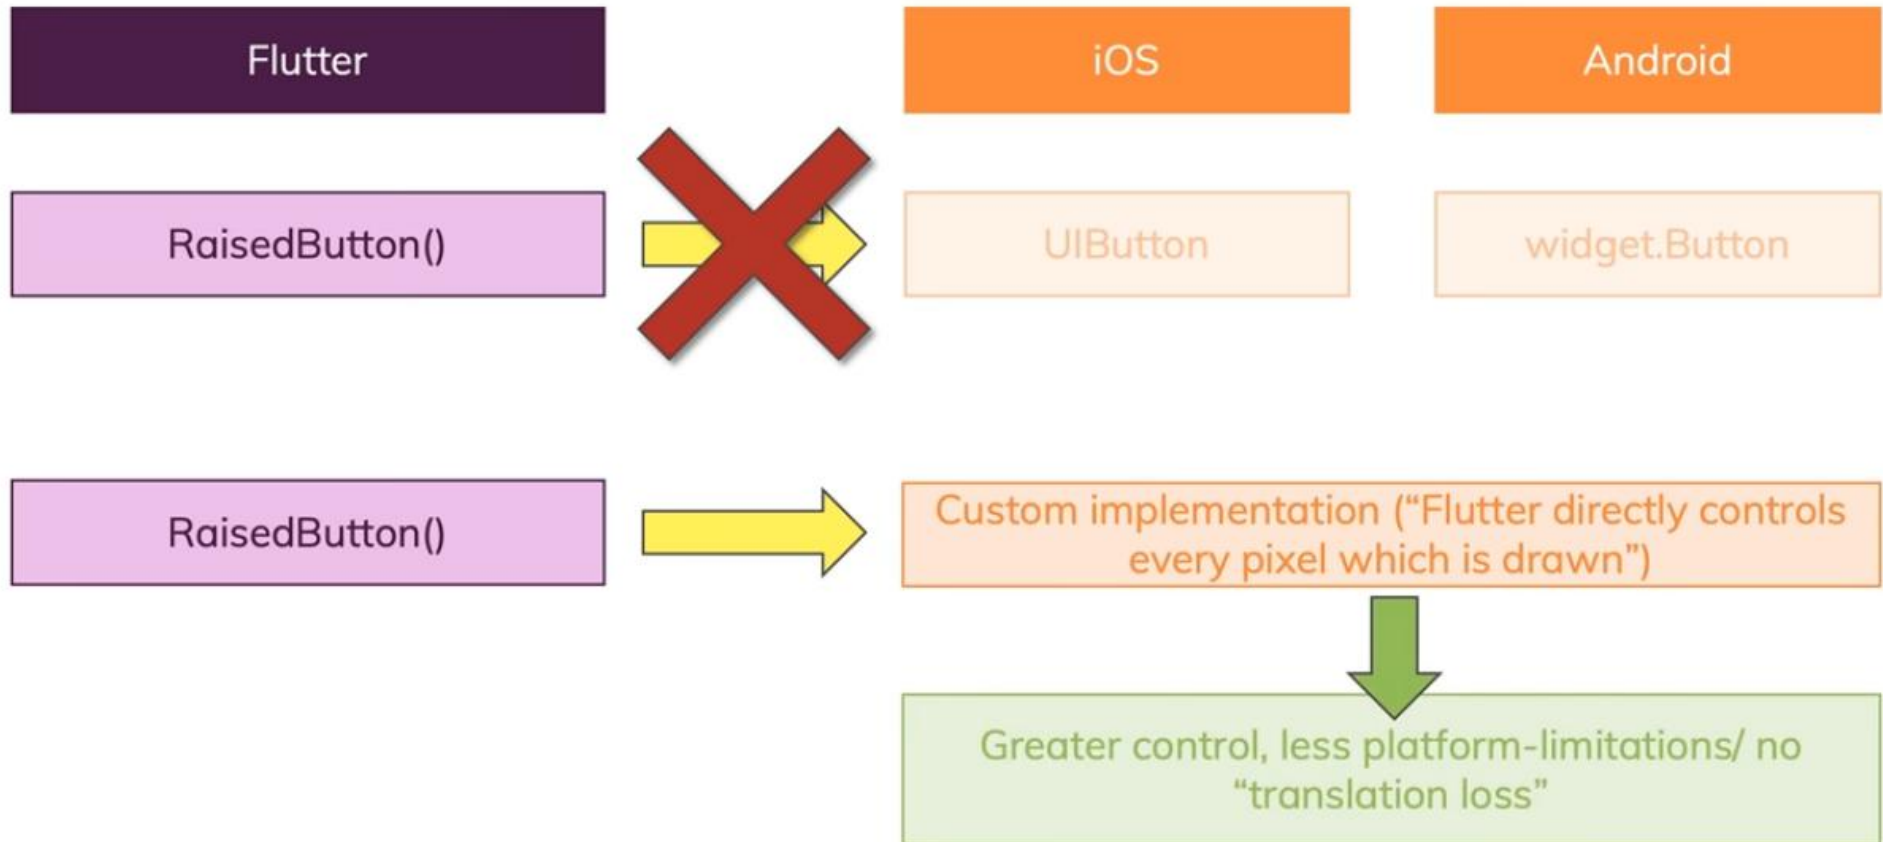 Flutter
iOS
Android
RaisedButton()
UIButton
widget.Button
RaisedButton()
Custom implementation (“Flutter directly controls
every pixel which is drawn”)
Greater control, less platform-limitations/ no
“translation loss”